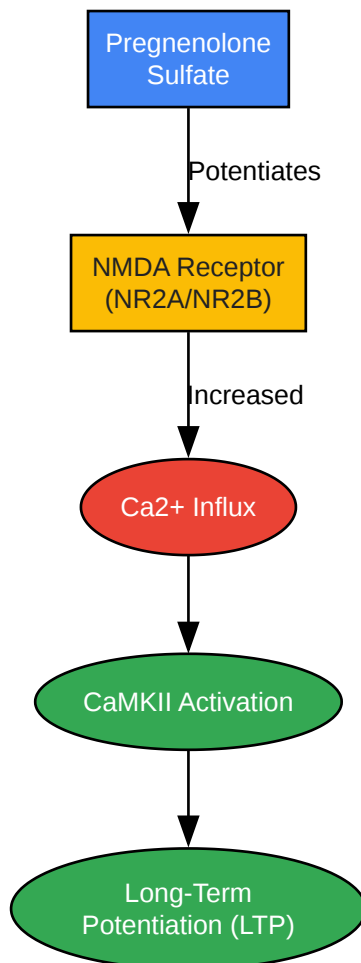 Pregnenolone
Sulfate
Potentiates
NMDA Receptor
(NR2A/NR2B)
Increased
Ca2+ Influx
CaMKII Activation
Long-Term
Potentiation (LTP)